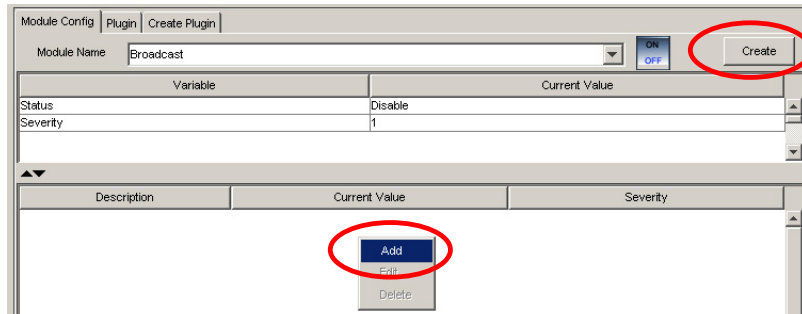 Module Config Plugin Create Plugin
Module Name Broadcast ON OFF Create
Variable Current Value
Status Disable
Severity 1
Description Current Value Severity
Add
Edit
Delete